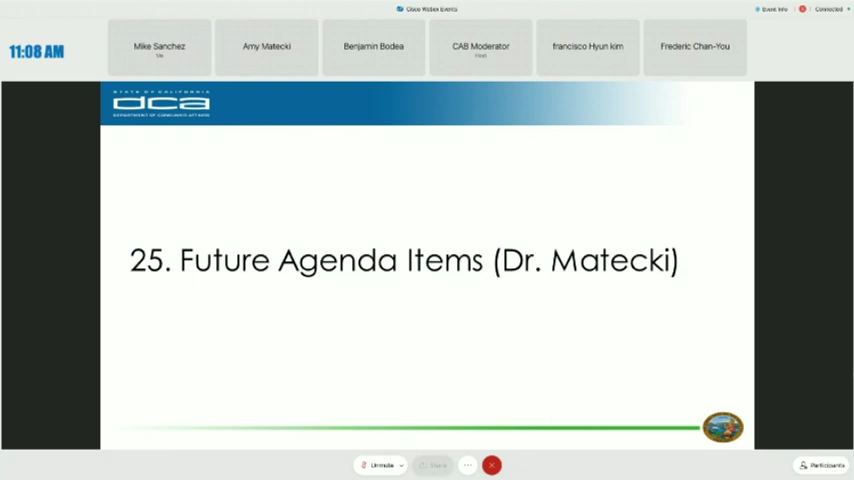 Cisco Webex Events
Event Info
Connected
11:08 AM
Mike Sanchez
Me
Amy Matecki
Benjamin Bodea
CAB Moderator
Host
francisco Hyun kim
Frederic Chan-You
STATE OF CALIFORNIA
dca
DEPARTMENT OF CONSUMER AFFAIRS
25. Future Agenda Items (Dr. Matecki)
Unmute
Share
Participants